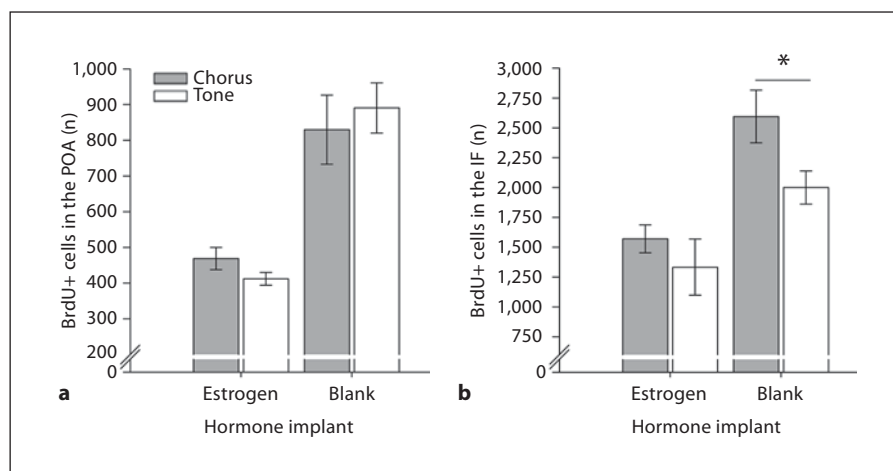 1,000
900
800
700
600
500
400
300
200
0
BrdU+ cells in the POA (n)
Chorus
Tone
Estrogen
Blank
Hormone implant
a
3,000
2,750
2,500
2,250
2,000
1,750
1,500
1,250
1,000
750
0
BrdU+ cells in the IF (n)
*
Estrogen
Blank
Hormone implant
b